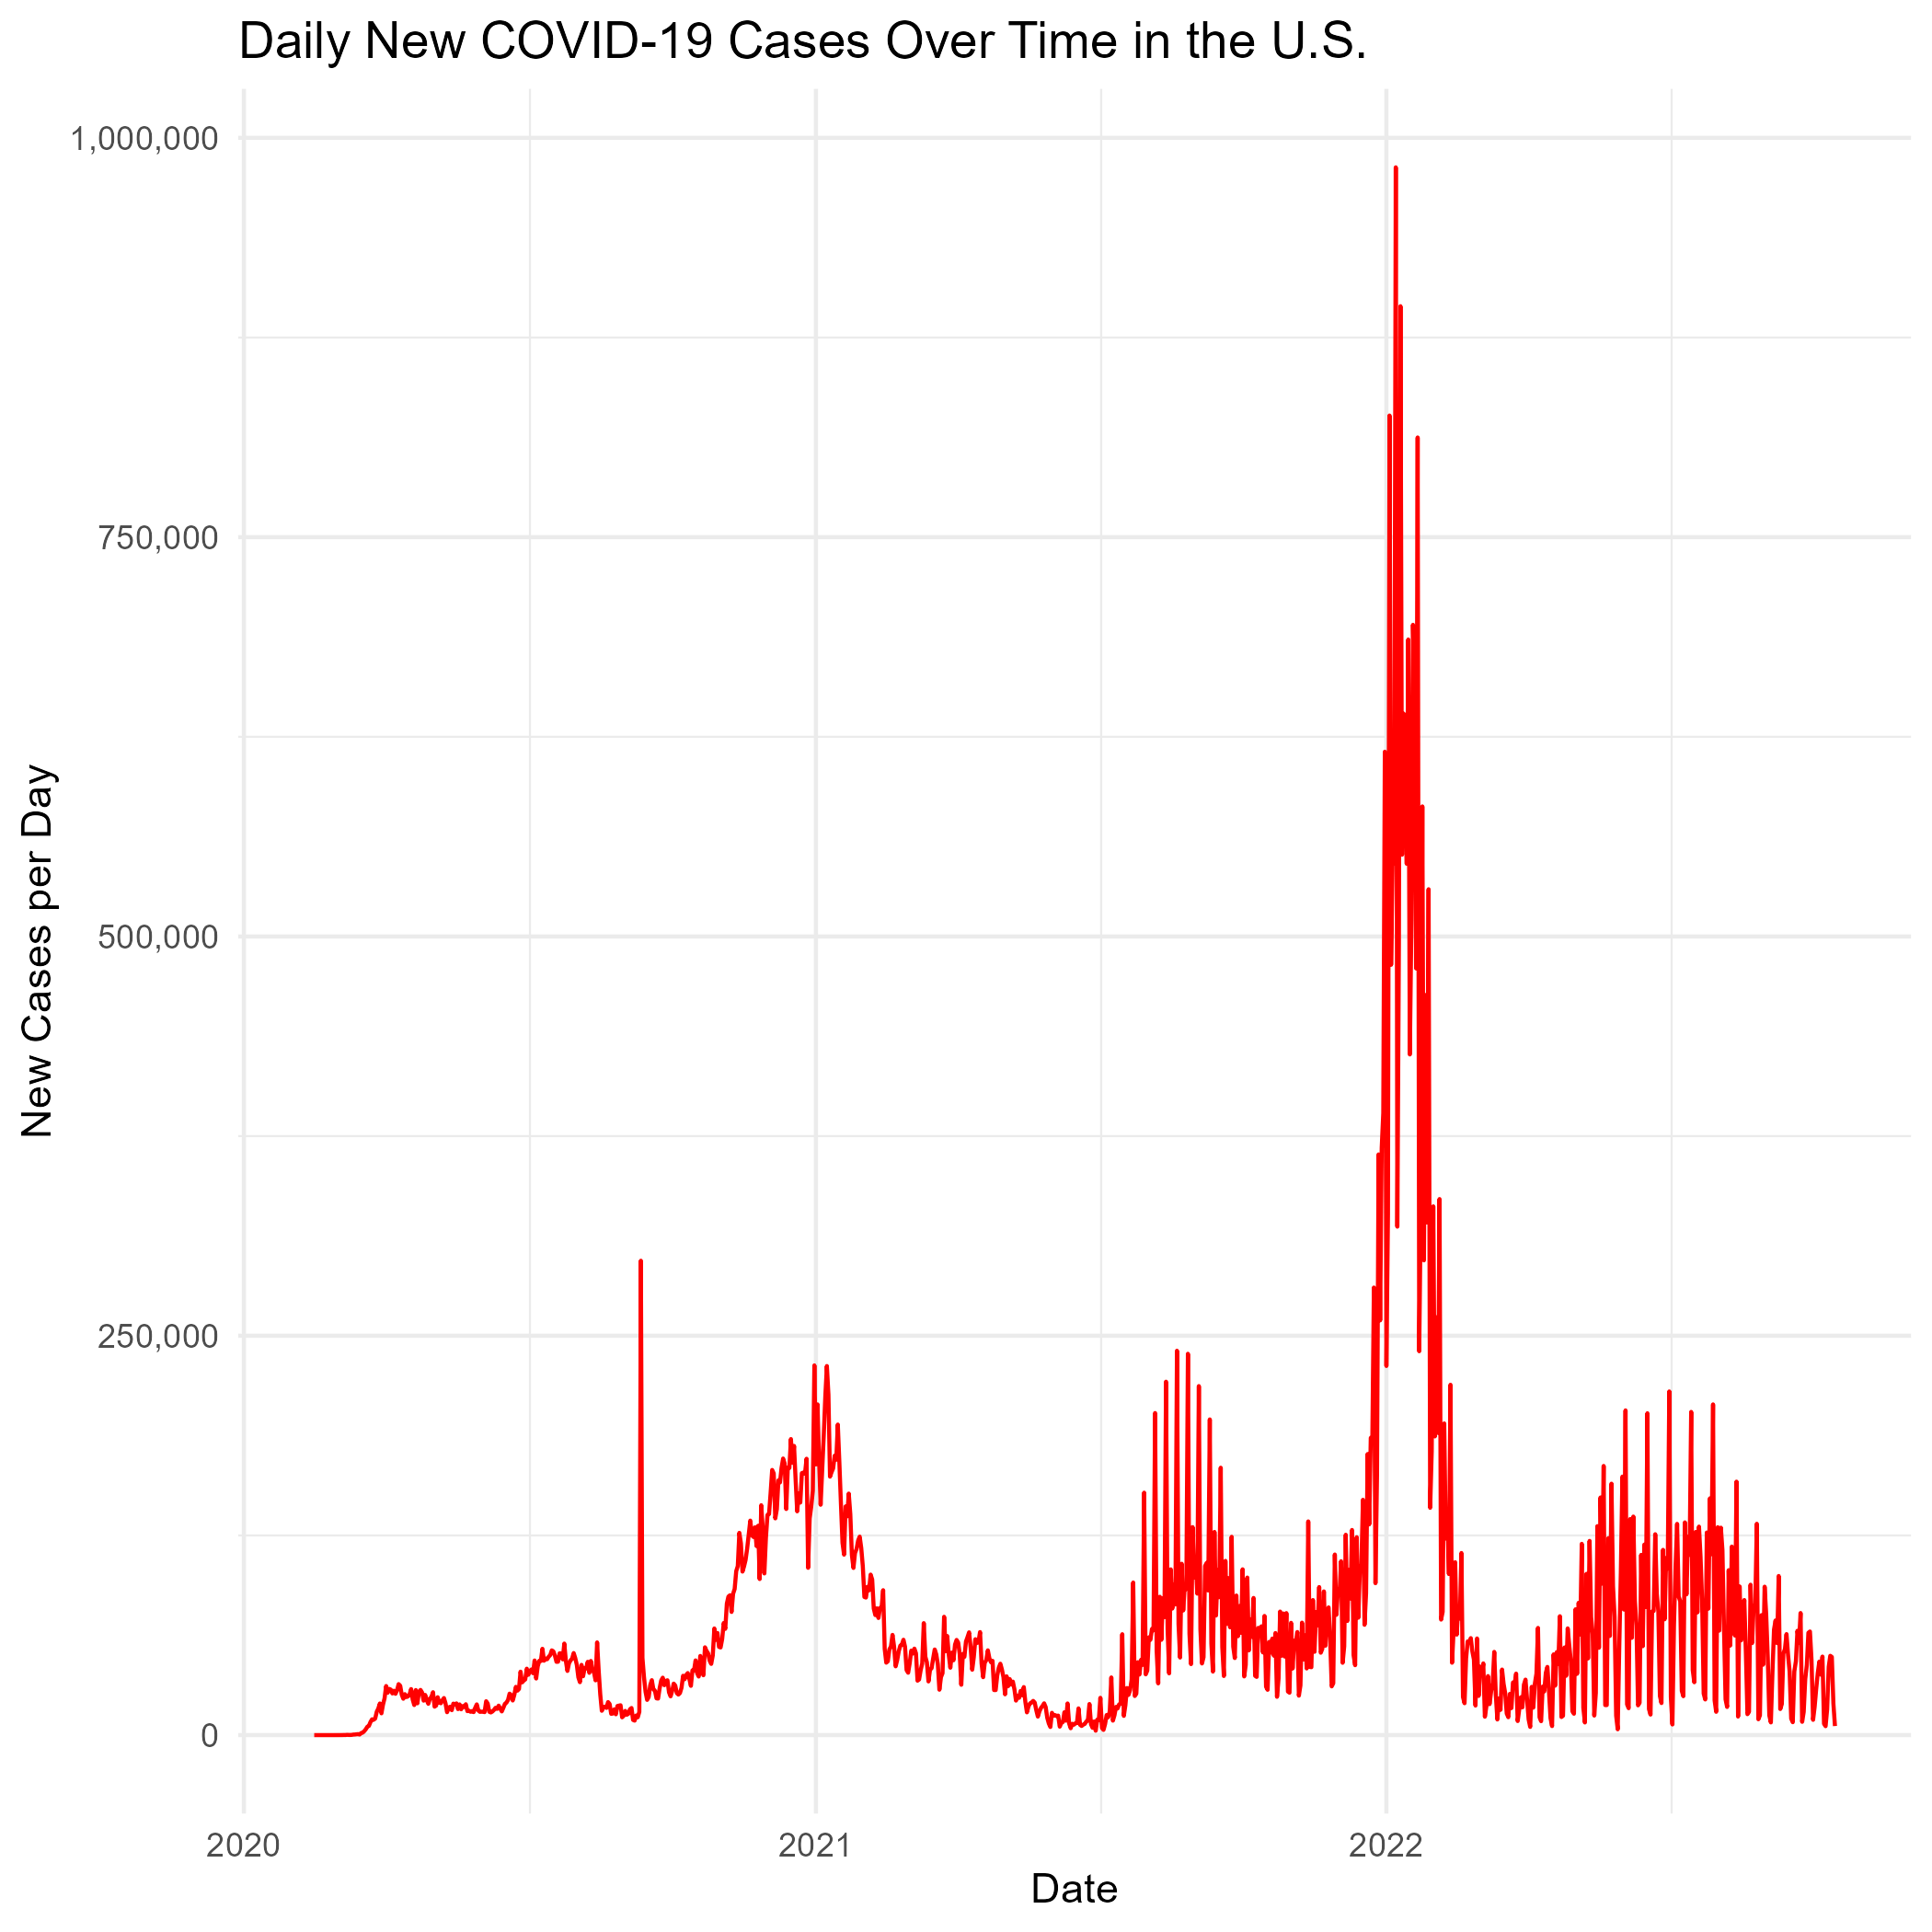 Daily New COVID-19 Cases Over Time in the U.S.
1,000,000
750,000
500,000
250,000
0
New Cases per Day
2020
2021
2022
Date